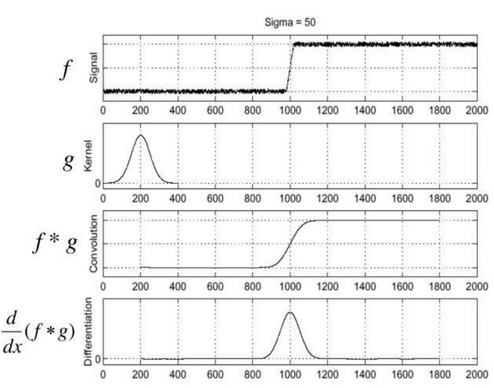 Sigma = 50
f
Signal
0 200 400 600 800 1000 1200 1400 1600 1800 2000
g
Kernel
0
0 200 400 600 800 1000 1200 1400 1600 1800 2000
f * g
Convolution
0 200 400 600 800 1000 1200 1400 1600 1800 2000
d/dx (f * g)
Differentiation
0
0 200 400 600 800 1000 1200 1400 1600 1800 2000